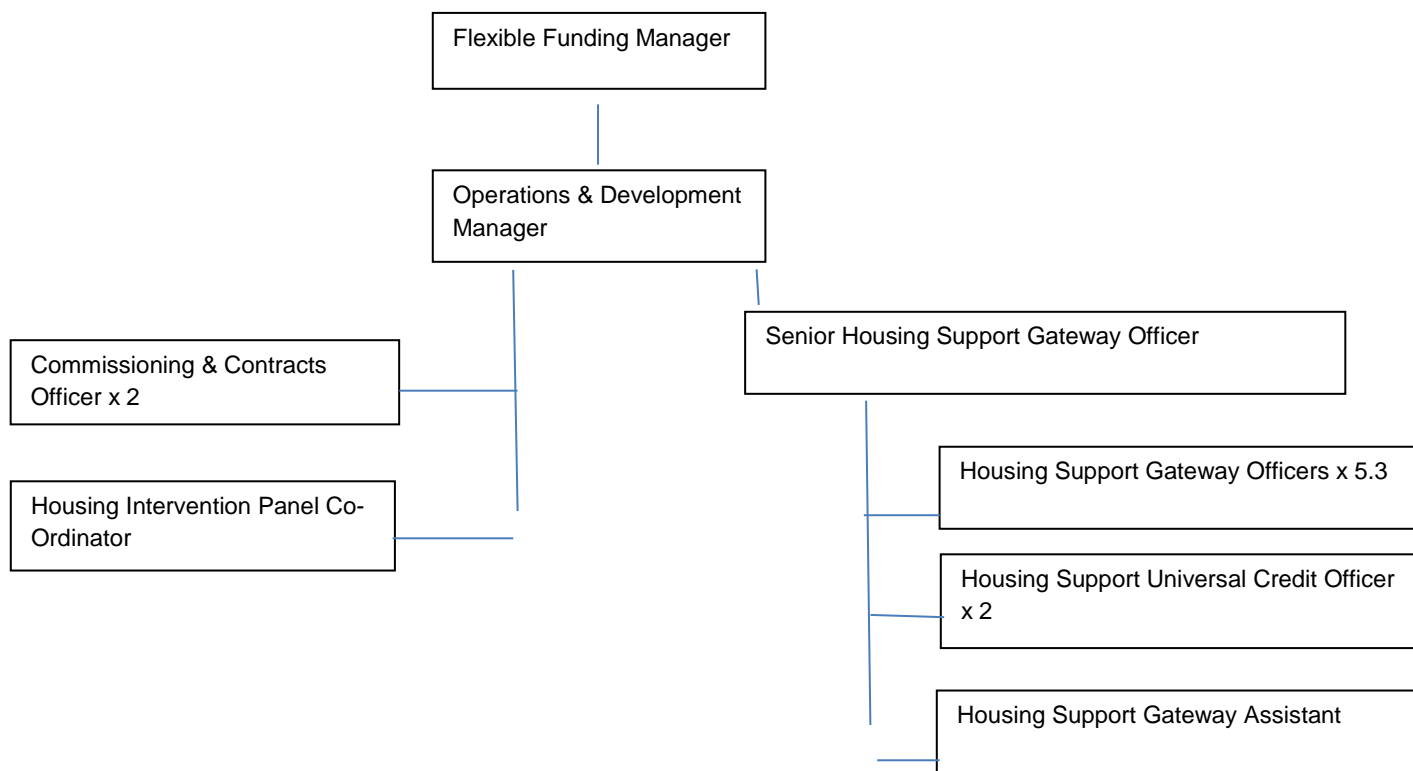 Flexible Funding Manager
Operations & Development
Manager
Senior Housing Support Gateway Officer
Commissioning & Contracts
Officer x 2
Housing Support Gateway Officers x 5.3
Housing Intervention Panel Co-
Ordinator
Housing Support Universal Credit Officer
x 2
Housing Support Gateway Assistant